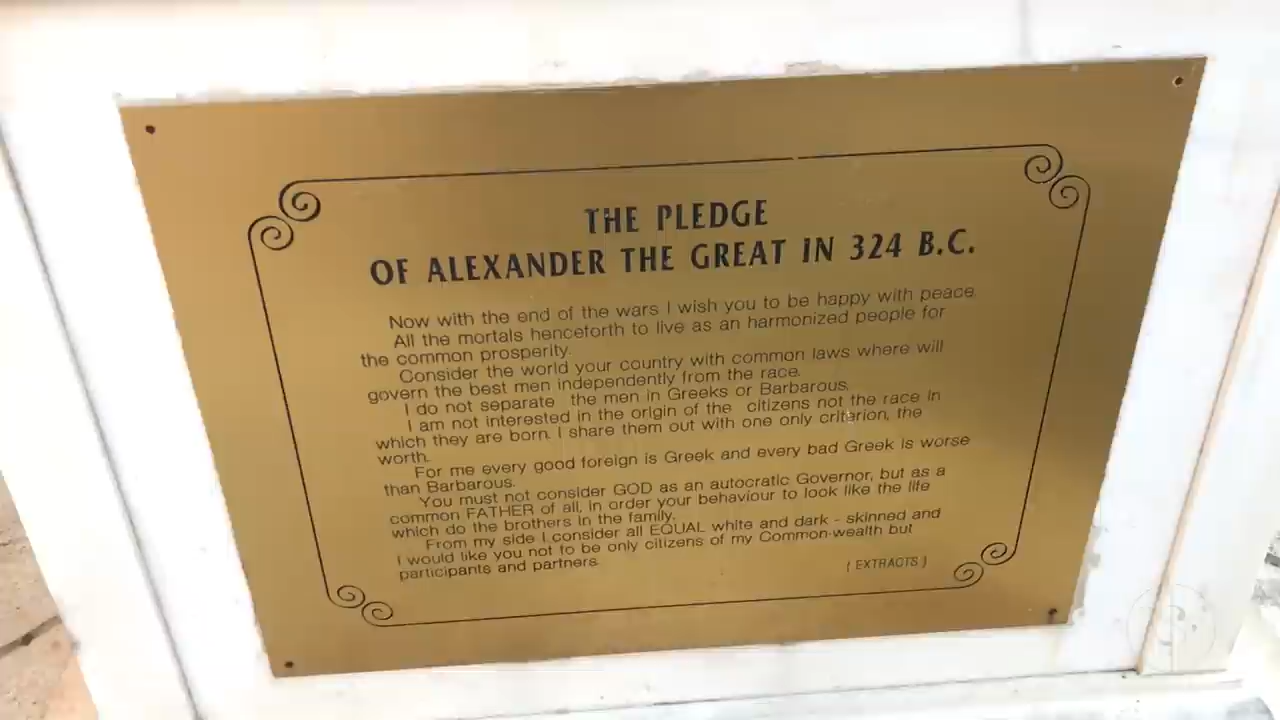 THE PLEDGE
OF ALEXANDER THE GREAT IN 324 B.C.
Now with the end of the wars I wish you to be happy with peace.
All the mortals henceforth to live as an harmonized people for
the common prosperity.
Consider the world your country with common laws where will
govern the best men independently from the race.
I do not separate the men in Greeks or Barbarous.
I am not interested in the origin of the citizens not the race in
which they are born. I share them out with one only criterion, the
worth.
For me every good foreign is Greek and every bad Greek is worse
than Barbarous.
You must not consider GOD as an autocratic Governor, but as a
common FATHER of all, in order your behaviour to look like the life
which do the brothers in the family.
From my side I consider all EQUAL white and dark - skinned and
I would like you not to be only citizens of my Common-wealth but
participants and partners.
( EXTRACTS )